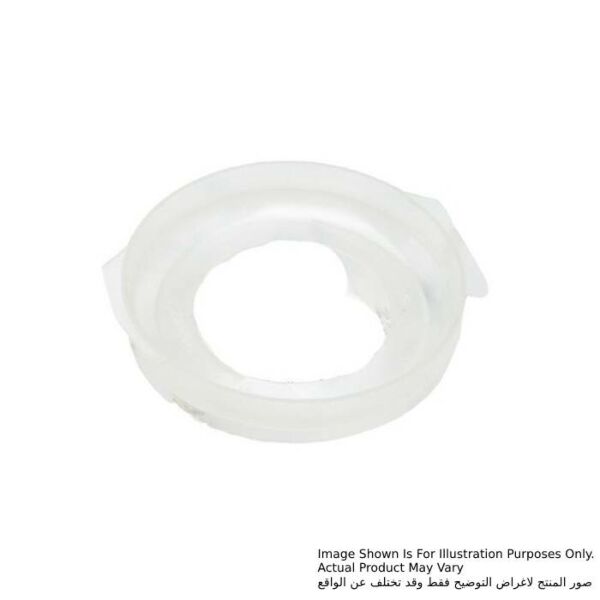 Image Shown Is For Illustration Purposes Only.
Actual Product May Vary
صور المنتج لاغراض التوضيح فقط وقد تختلف عن الواقع